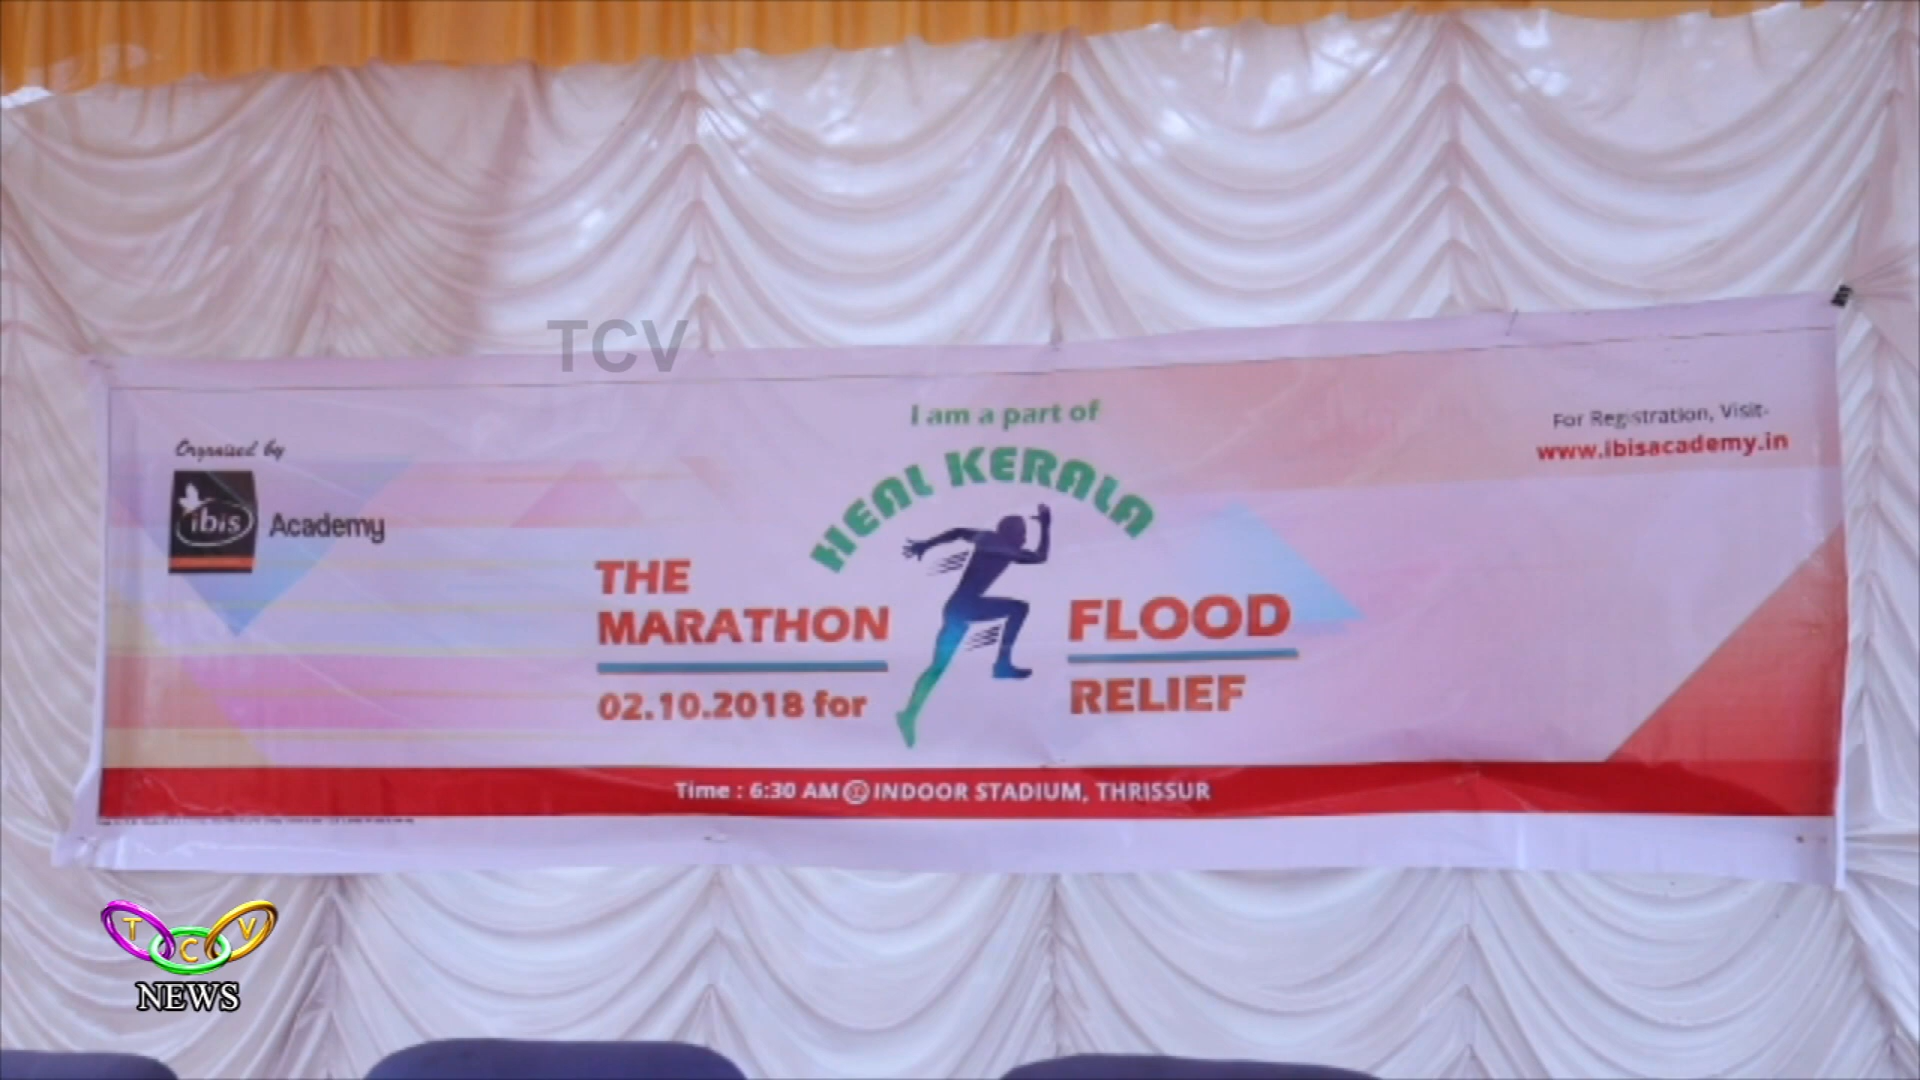 TCV
I am a part of
HEAL KERALA
For Registration, Visit-
www.ibisacademy.in
Organised by
ibis
Academy
THE
MARATHON
02.10.2018 for
FLOOD
RELIEF
Time : 6:30 AM @ INDOOR STADIUM, THRISSUR
T C V
NEWS